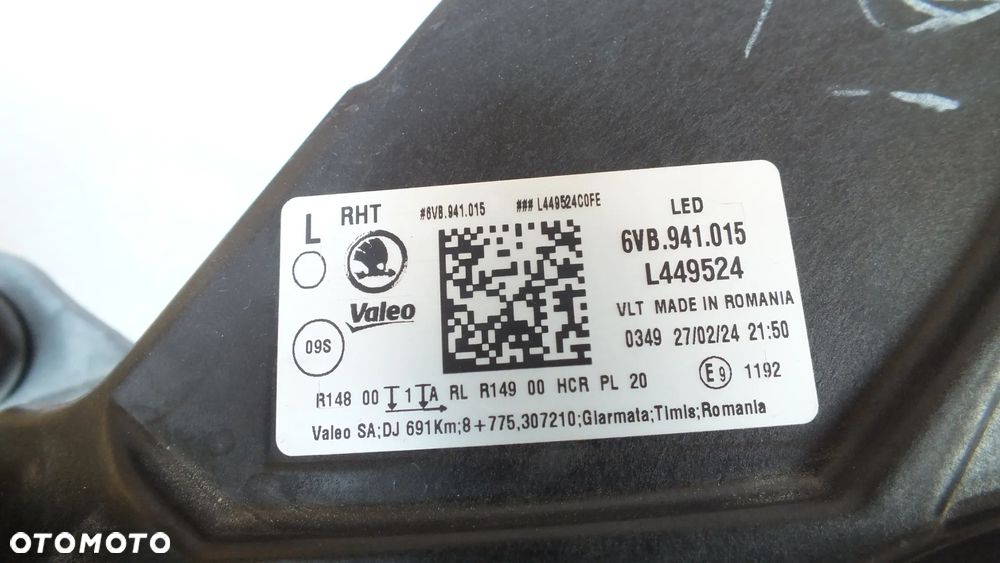 L RHT #6VB.941.015 ### L449524C0FE LED
6VB.941.015
L449524
Valeo
VLT MADE IN ROMANIA
09S
0349 27/02/24 21:50
E9 1192
R148 00 1 A RL R149 00 HCR PL 20
Valeo SA;DJ 691Km;8+775,307210;Giarmata;Timis;Romania
OTOMOTO